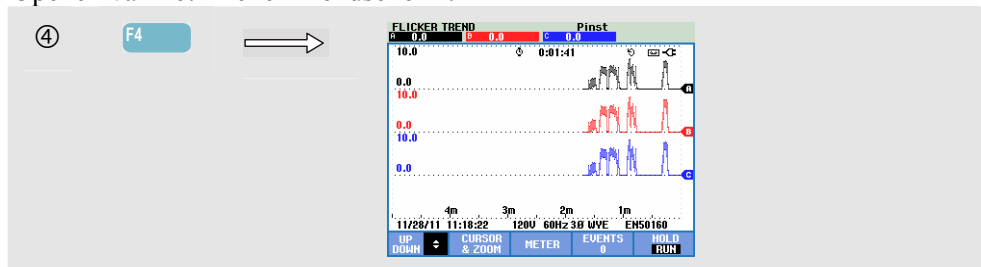 ④ F4
FLICKER TREND Pinst
A 0.0 B 0.0 C 0.0
10.0 0:01:41
0.0 A
10.0
0.0 B
10.0
0.0 C
4m 3m 2m 1m
11/28/11 11:18:22 120V 60Hz 3Ø WYE EN50160
UP DOWN CURSOR & ZOOM METER EVENTS 0 HOLD RUN